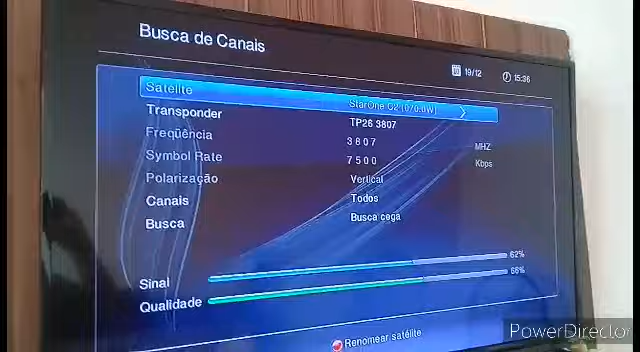 Busca de Canais
19/12 15:36
Satélite StarOne C2 (070.0W)
Transponder TP26 3807
Freqüência 3807 MHZ
Symbol Rate 7500 Kbps
Polarização Vertical
Canais Todos
Busca Busca cega
Sinal 62%
Qualidade 66%
Renomear satélite
PowerDirector